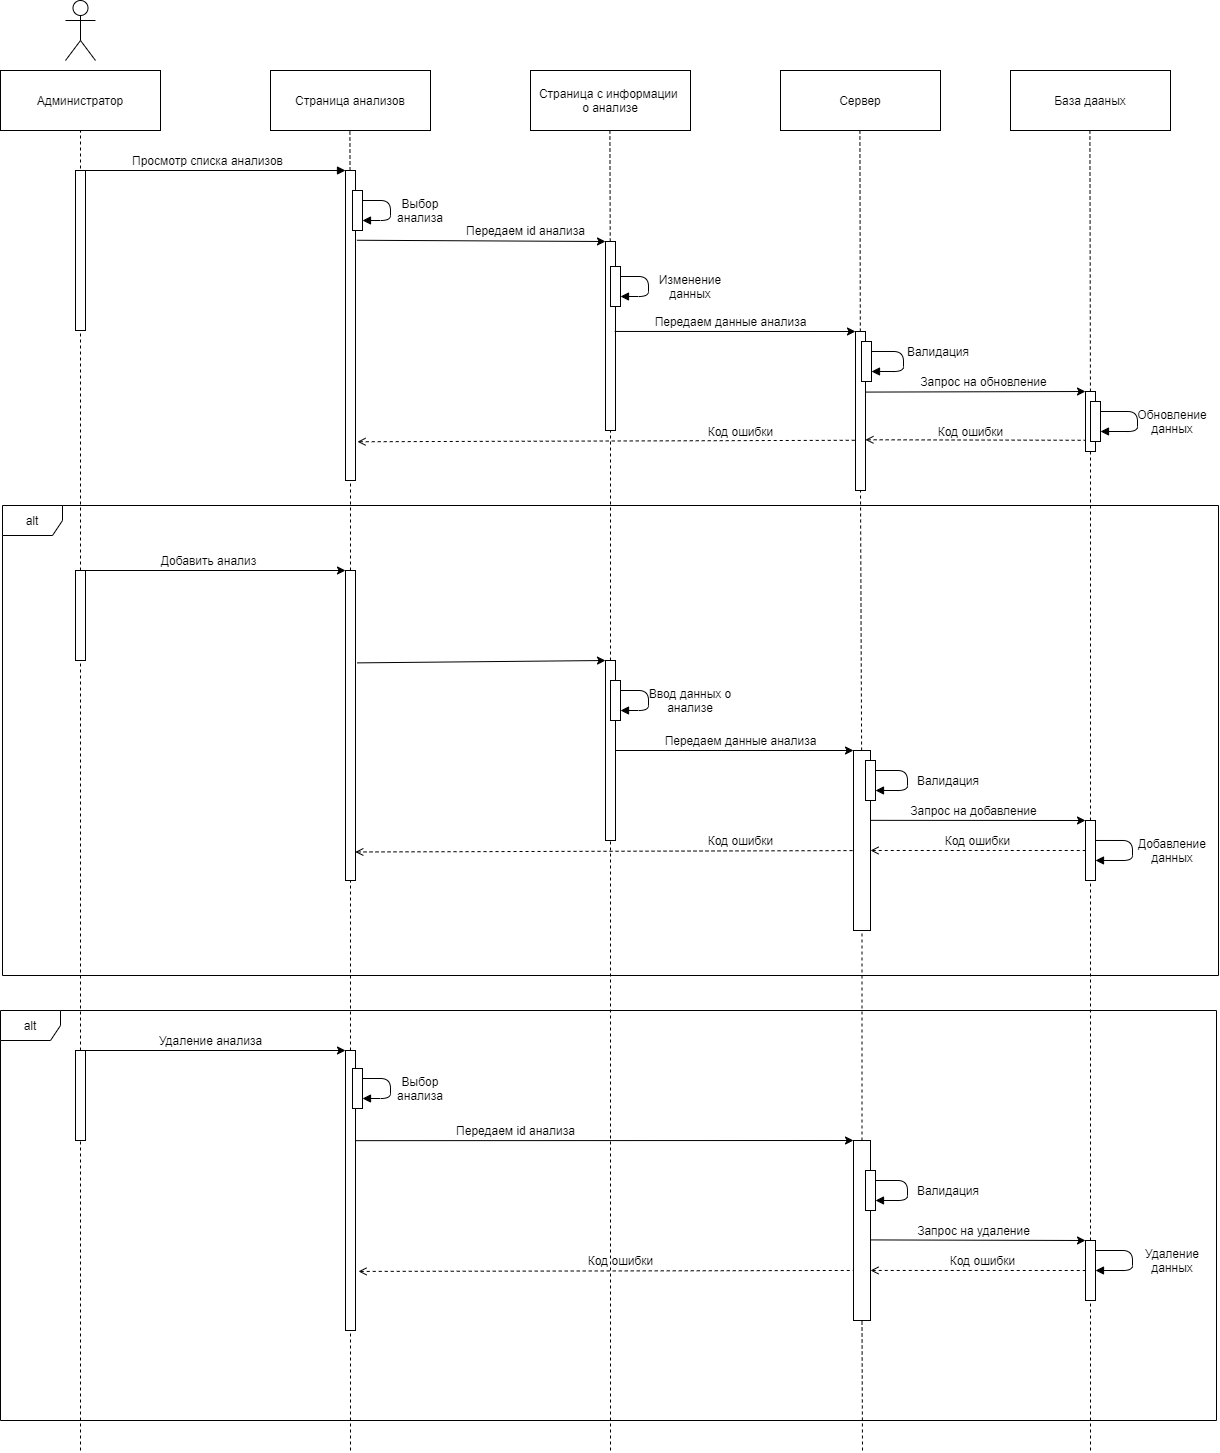 Администратор
Страница анализов
Страница с информации
о анализе
Сервер
База дааных
Просмотр списка анализов
Выбор
анализа
Передаем id анализа
Изменение
данных
Передаем данные анализа
Валидация
Запрос на обновление
Обновление
данных
Код ошибки
Код ошибки
alt
Добавить анализ
Ввод данных о
анализе
Передаем данные анализа
Валидация
Запрос на добавление
Код ошибки
Код ошибки
Добавление
данных
alt
Удаление анализа
Выбор
анализа
Передаем id анализа
Валидация
Запрос на удаление
Код ошибки
Код ошибки
Удаление
данных